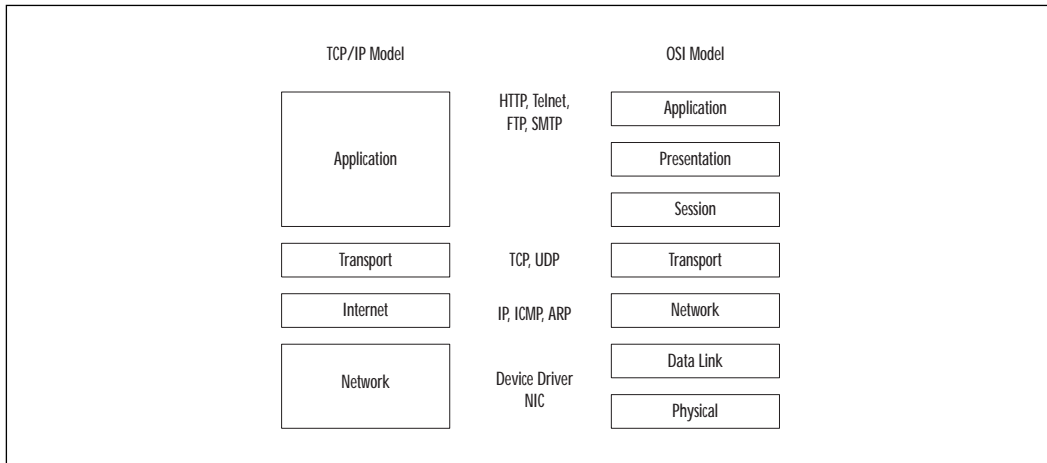 TCP/IP Model
OSI Model
HTTP, Telnet,
FTP, SMTP
Application
Application
Presentation
Session
Transport
TCP, UDP
Transport
Internet
IP, ICMP, ARP
Network
Network
Device Driver
NIC
Data Link
Physical